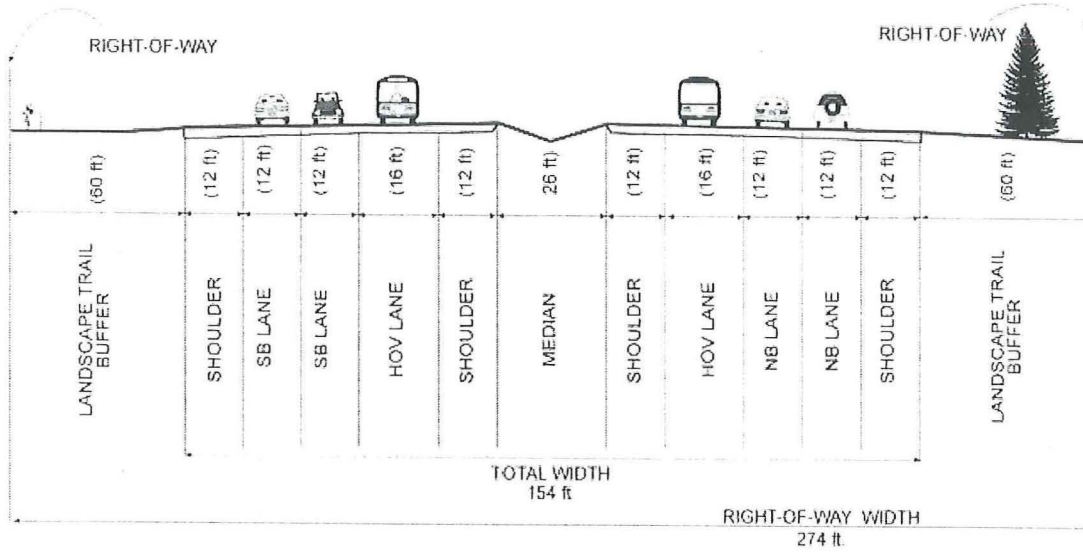 RIGHT-OF-WAY
RIGHT-OF-WAY
(60 ft)
(12 ft)
(12 ft)
(12 ft)
(16 ft)
(12 ft)
26 ft)
(12 ft)
(16 ft)
(12 ft)
(12 ft)
(12 ft)
(60 ft)
LANDSCAPE TRAIL
BUFFER
SHOULDER
SB LANE
SB LANE
HOV LANE
SHOULDER
MEDIAN
SHOULDER
HOV LANE
NB LANE
NB LANE
SHOULDER
LANDSCAPE TRAIL
BUFFER
TOTAL WIDTH
154 ft
RIGHT-OF-WAY WIDTH
274 ft.